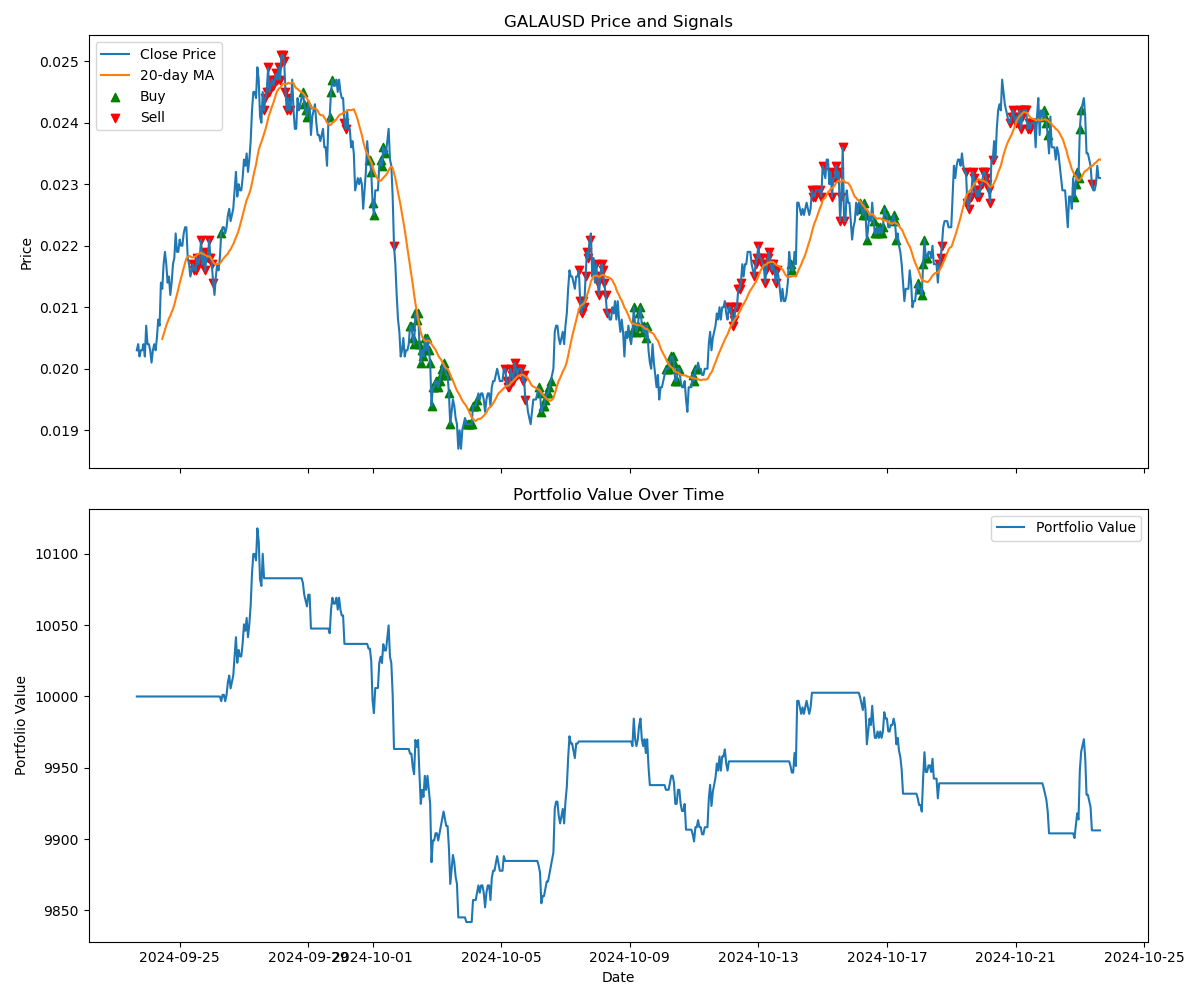 GALAUSD Price and Signals
Close Price
20-day MA
Buy
Sell
0.025
0.024
0.023
0.022
0.021
0.020
0.019
Price
Portfolio Value Over Time
Portfolio Value
10100
10050
10000
9950
9900
9850
Portfolio Value
2024-09-25 2024-09-29 2024-10-01 2024-10-05 2024-10-09 2024-10-13 2024-10-17 2024-10-21 2024-10-25
Date